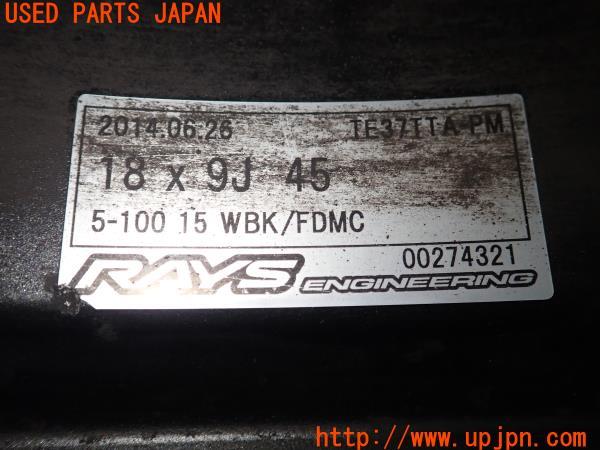 USED PARTS JAPAN
2014.06.26 TE37TTA-PM
18 x 9J 45
5-100 15 WBK/FDMC
00274321
RAYS ENGINEERING
http://www.upjpn.com/